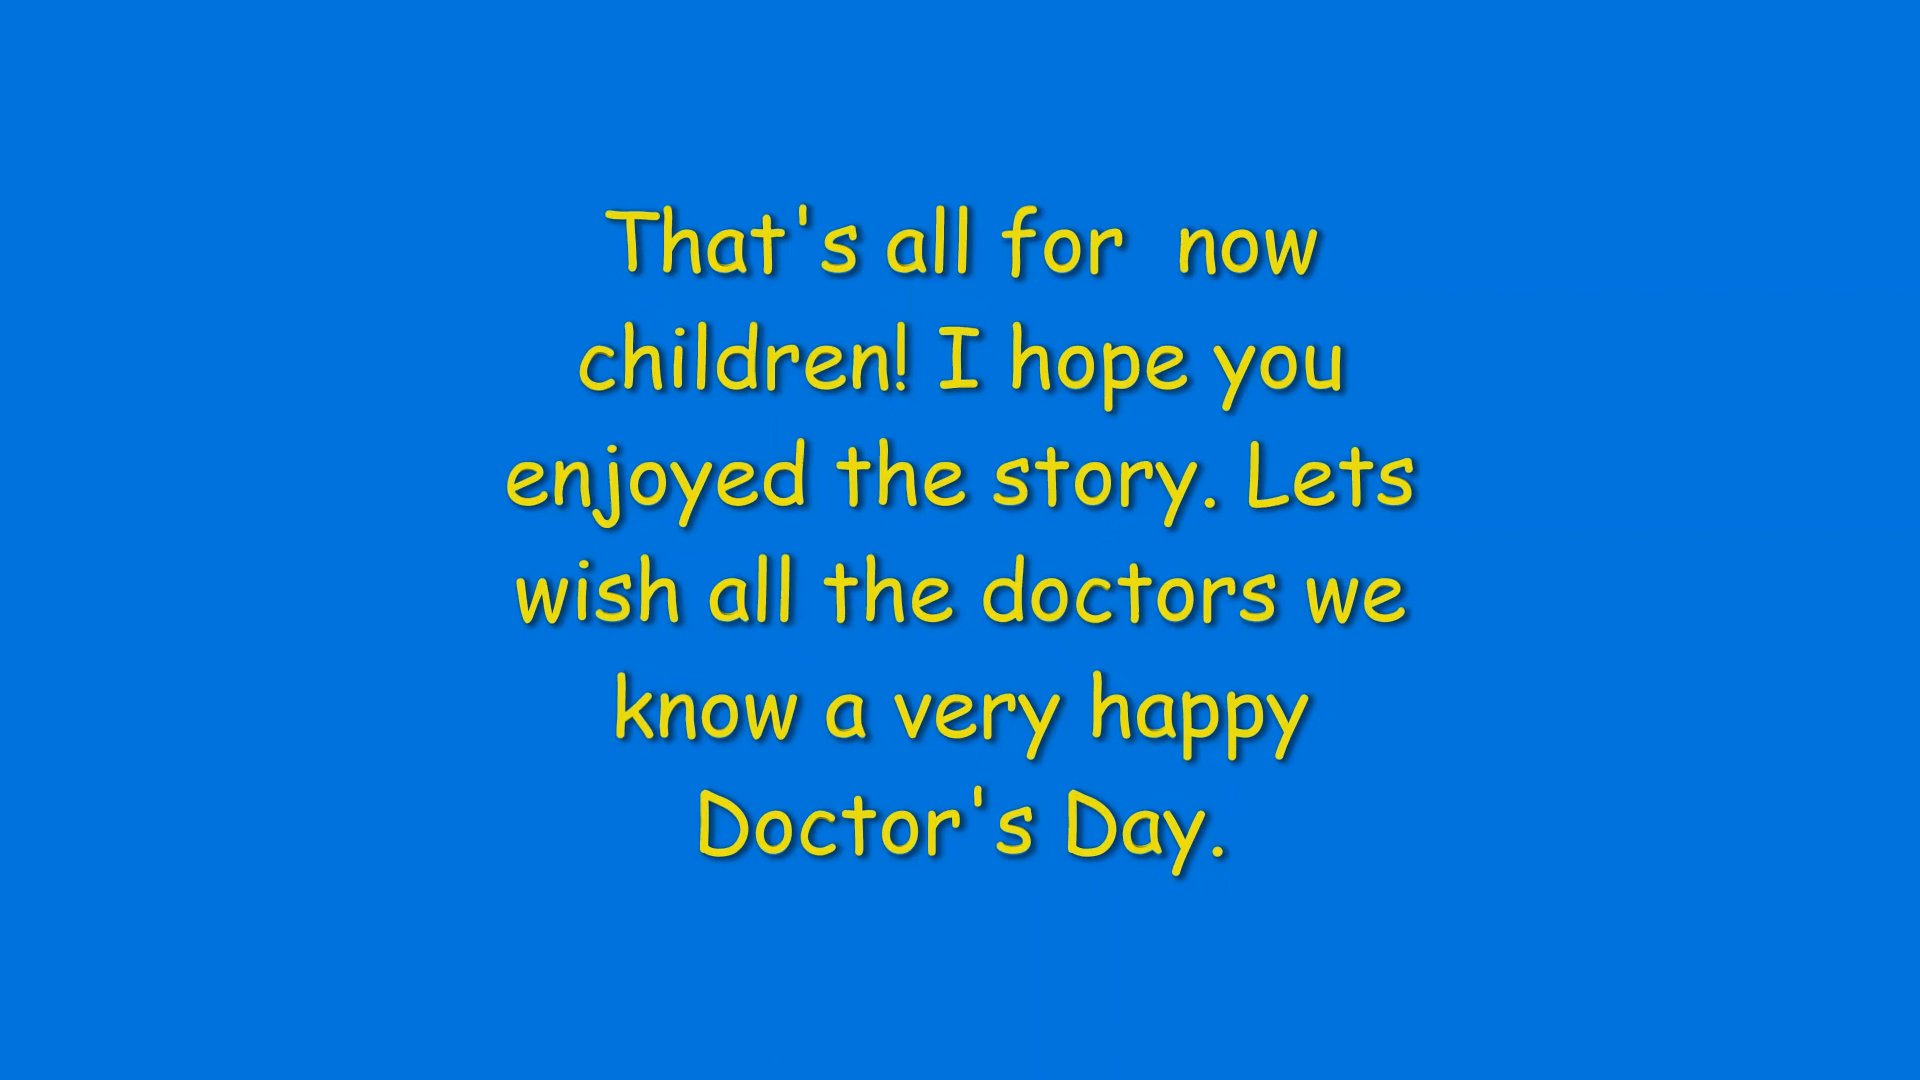 That's all for  now
children! I hope you
enjoyed the story. Lets
wish all the doctors we
know a very happy
Doctor's Day.